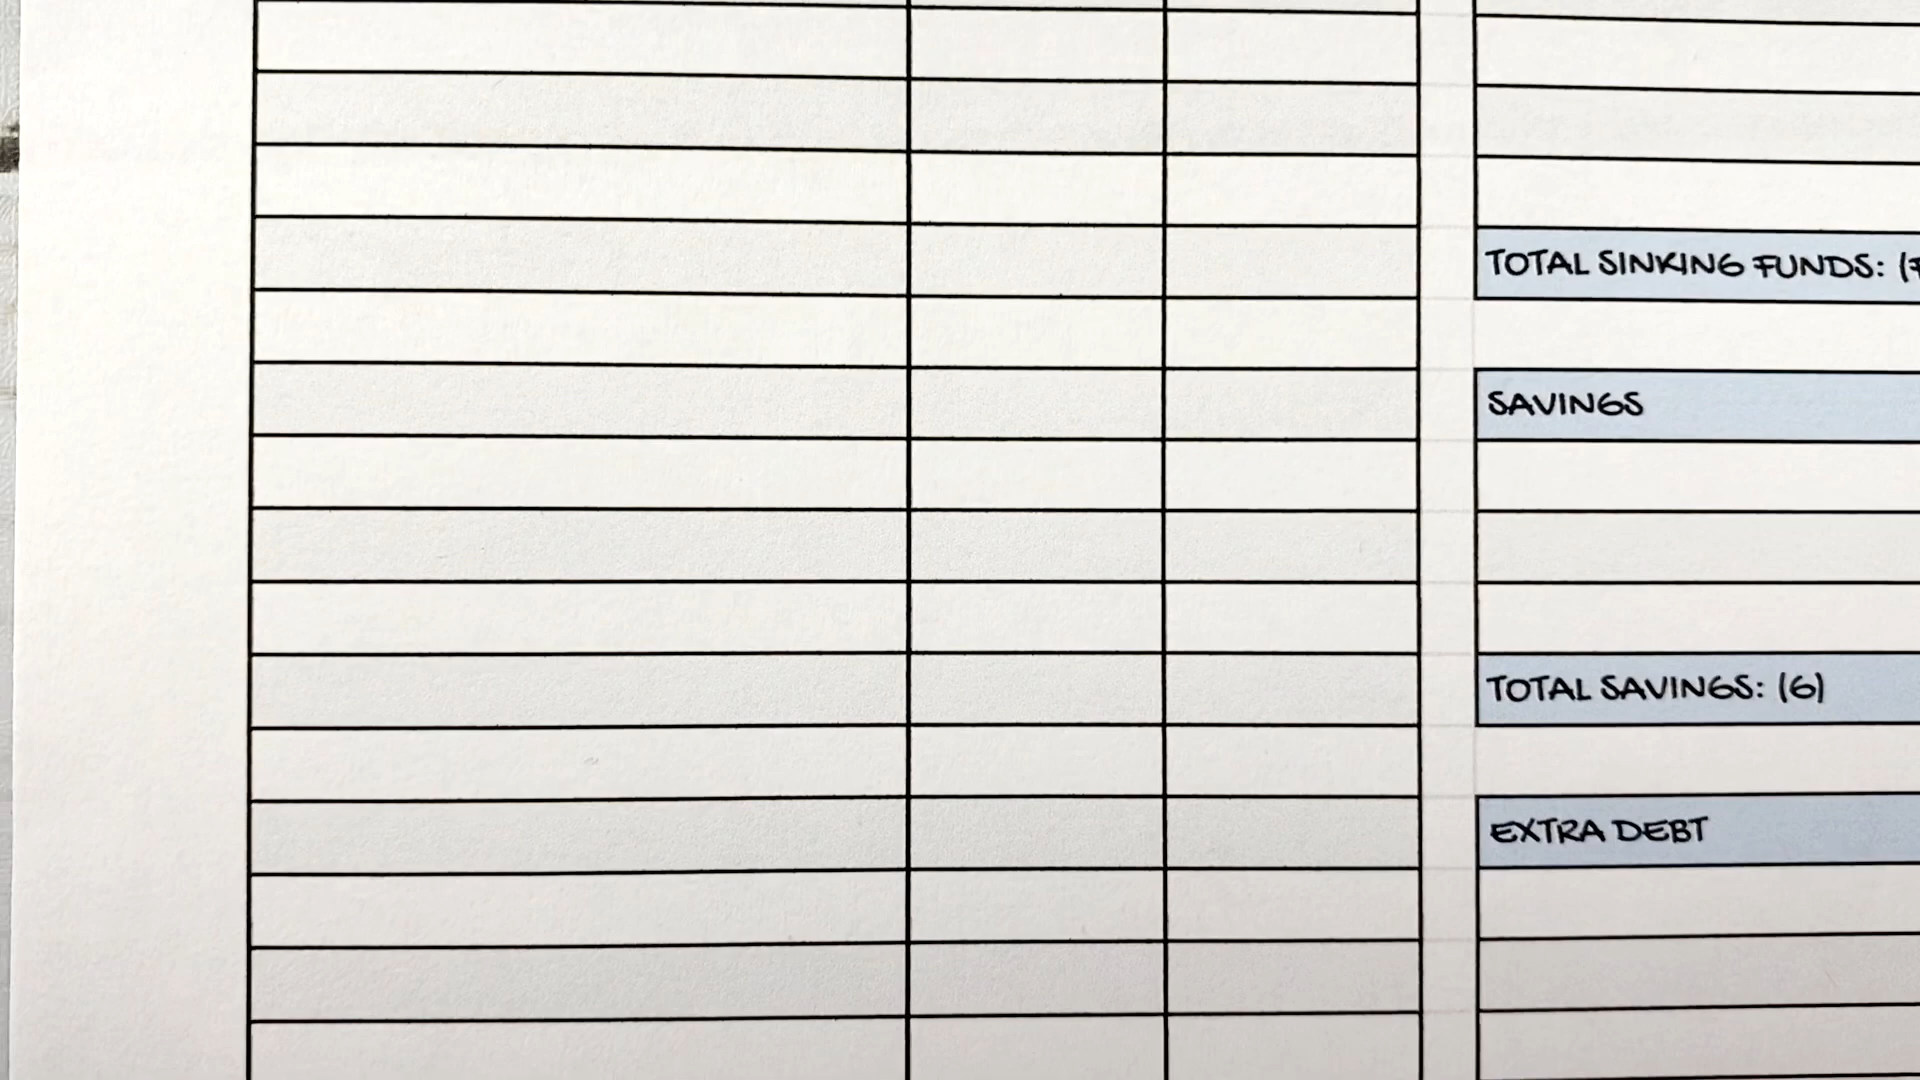 TOTAL SINKING FUNDS:
SAVINGS
TOTAL SAVINGS: (6)
EXTRA DEBT